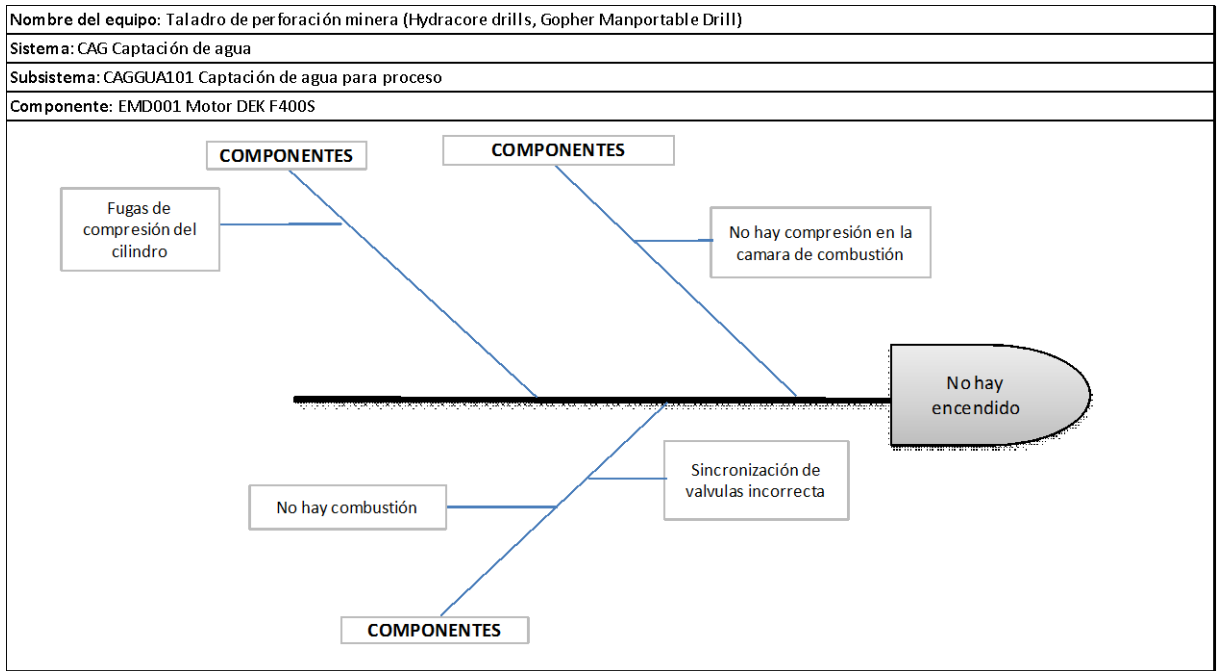 Nombre del equipo: Taladro de perforación minera (Hydracore drills, Gopher Manportable Drill)
Sistema: CAG Captación de agua
Subsistema: CAGGUA101 Captación de agua para proceso
Componente: EMD001 Motor DEK F400S
COMPONENTES
COMPONENTES
Fugas de
compresión del
cilindro
No hay compresión en la
camara de combustión
No hay
encendido
Sincronización de
valvulas incorrecta
No hay combustión
COMPONENTES